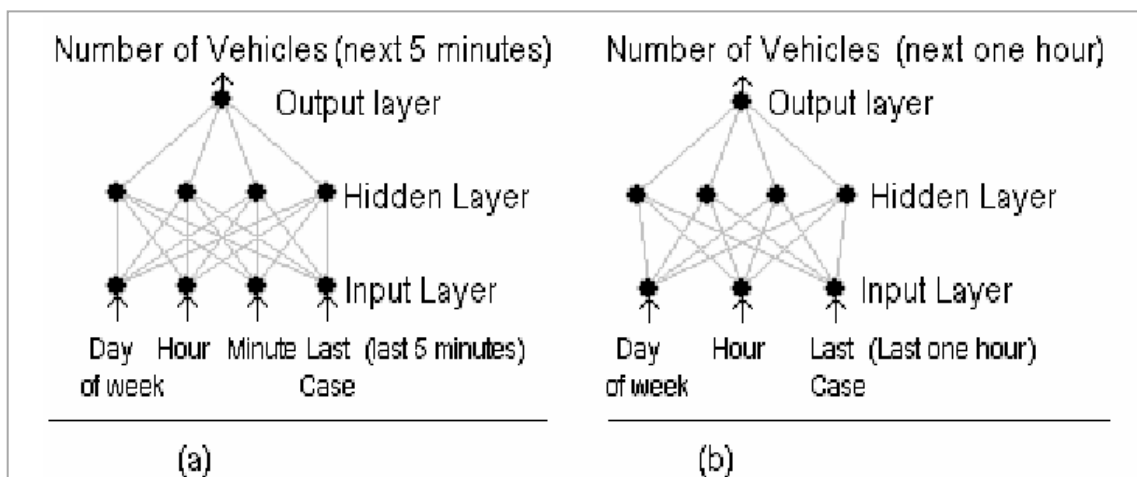 Number of Vehicles (next 5 minutes)
Output layer
Hidden Layer
Input Layer
Day of week
Hour
Minute
Last Case
(last 5 minutes)
(a)
Number of Vehicles (next one hour)
Output layer
Hidden Layer
Input Layer
Day of week
Hour
Last Case
(Last one hour)
(b)